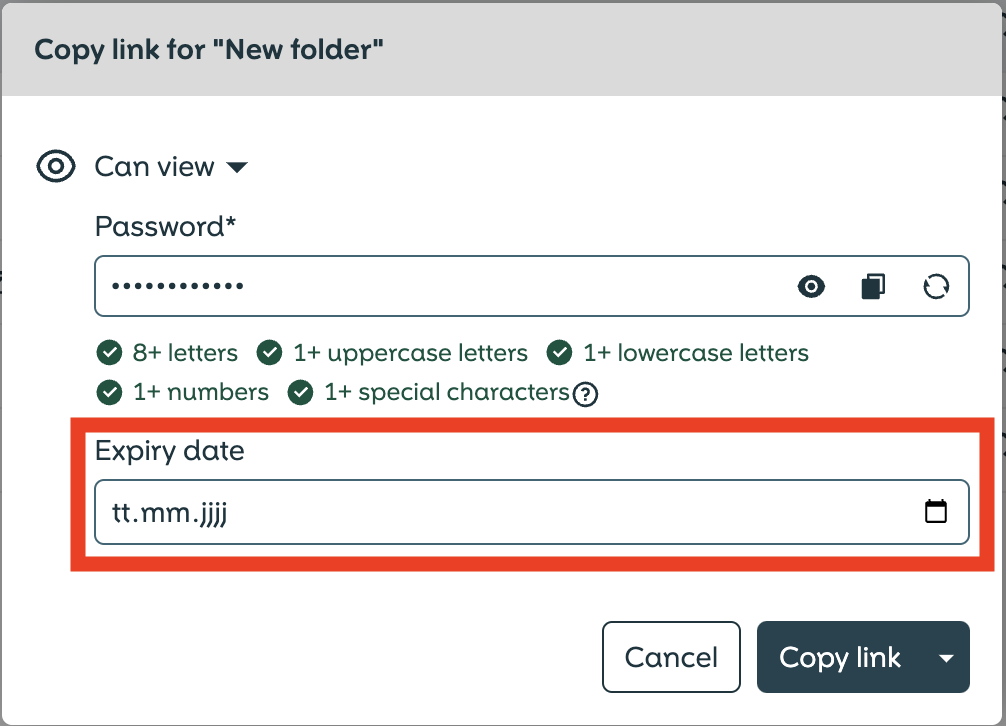 Copy link for "New folder"
Can view
Password*
••••••••••••
8+ letters 1+ uppercase letters 1+ lowercase letters
1+ numbers 1+ special characters ?
Expiry date
tt.mm.jjjj
Cancel Copy link